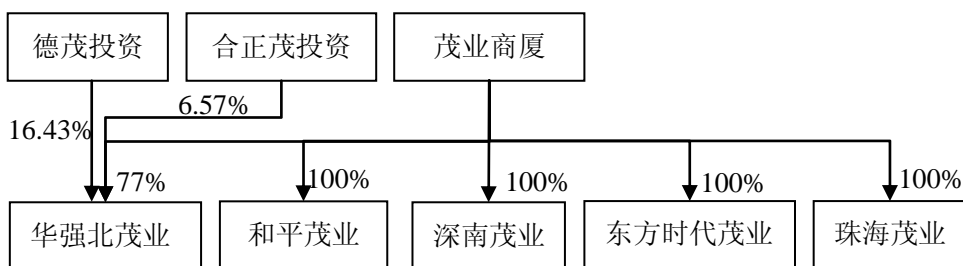 德茂投资
合正茂投资
茂业商厦
6.57%
16.43%
77%
100%
100%
100%
100%
华强北茂业
和平茂业
深南茂业
东方时代茂业
珠海茂业